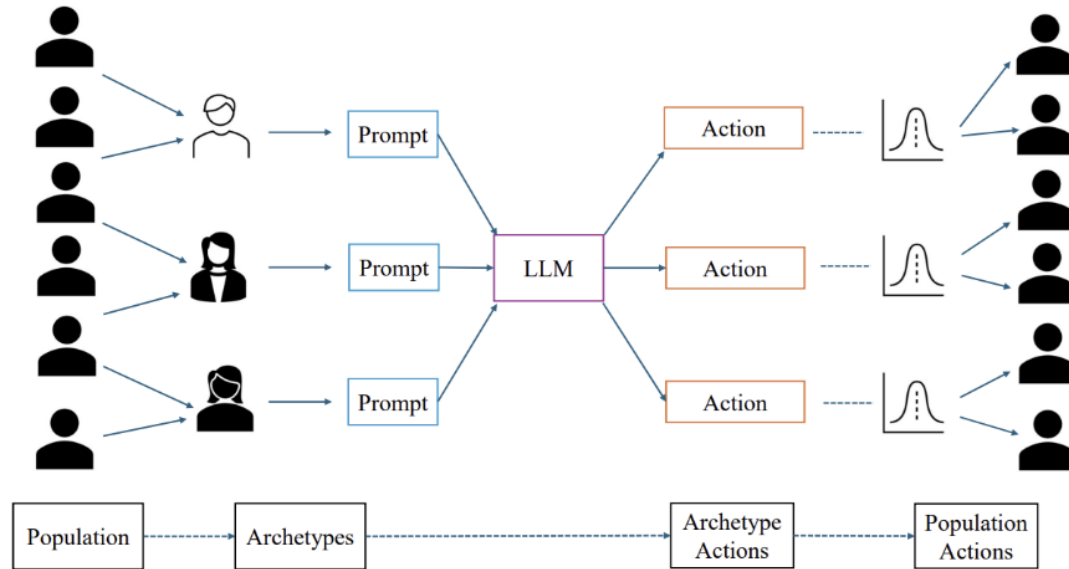 Prompt
Action
Prompt
LLM
Action
Prompt
Action
Population
Archetypes
Archetype
Actions
Population
Actions